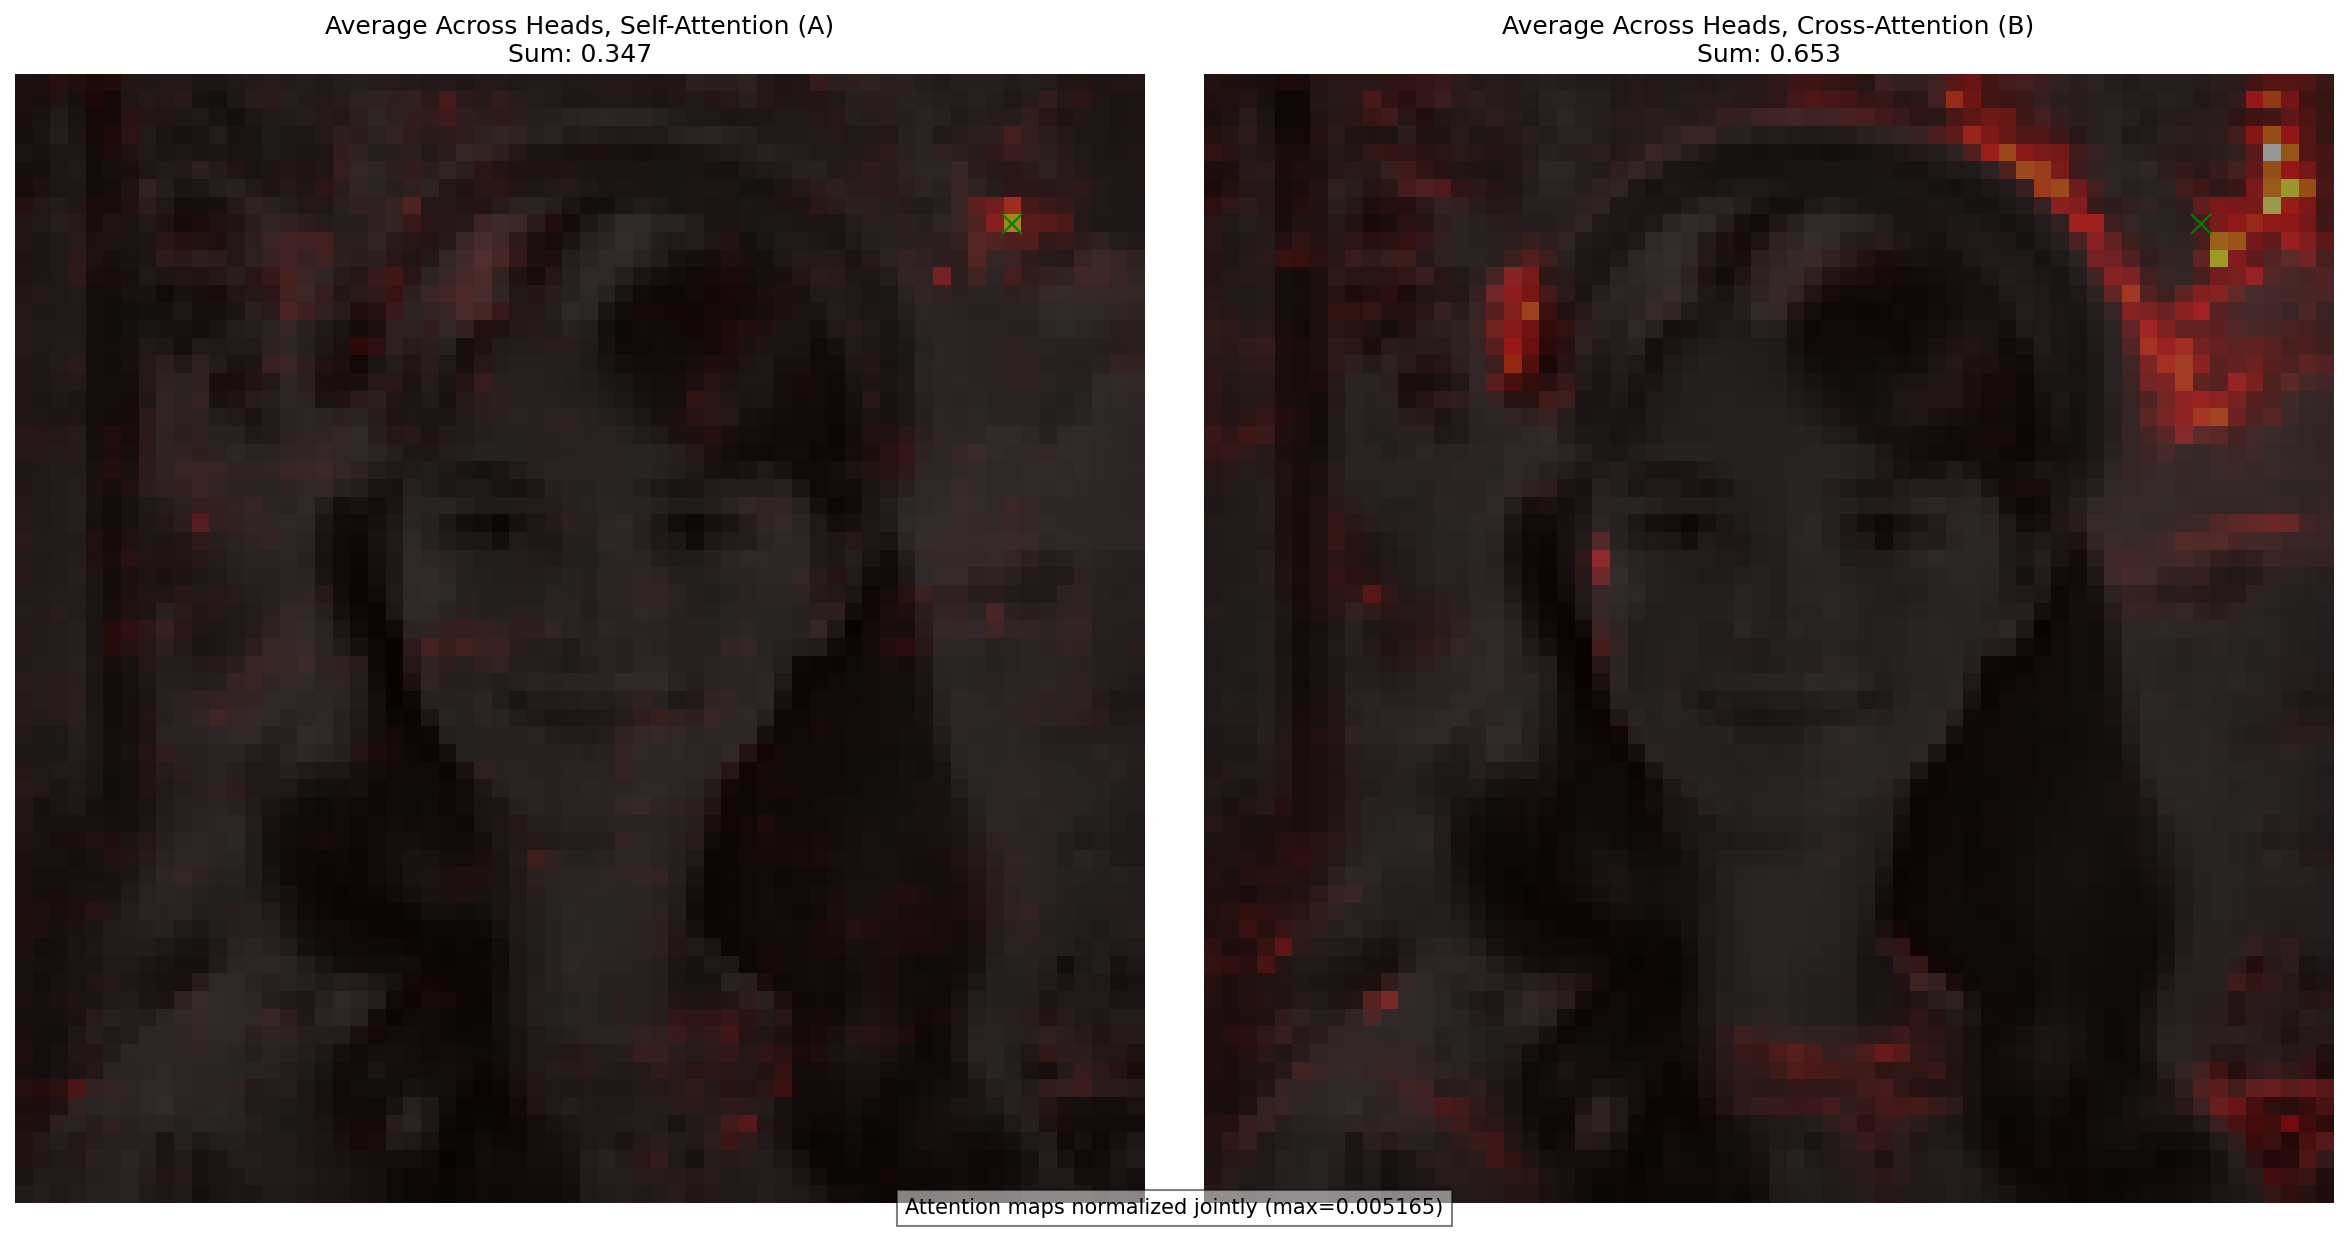 Average Across Heads, Self-Attention (A)
Sum: 0.347
Average Across Heads, Cross-Attention (B)
Sum: 0.653
Attention maps normalized jointly (max=0.005165)